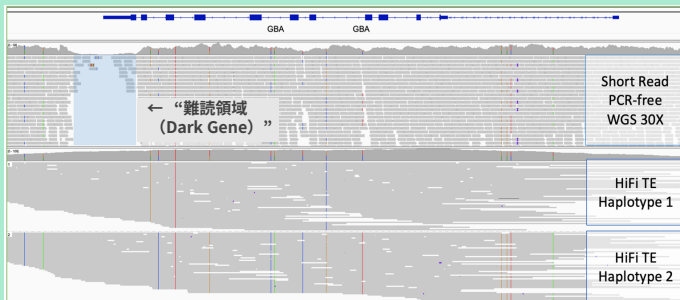 GBA GBA
← “難読領域
（Dark Gene）”
Short Read
PCR-free
WGS 30X
HiFi TE
Haplotype 1
HiFi TE
Haplotype 2